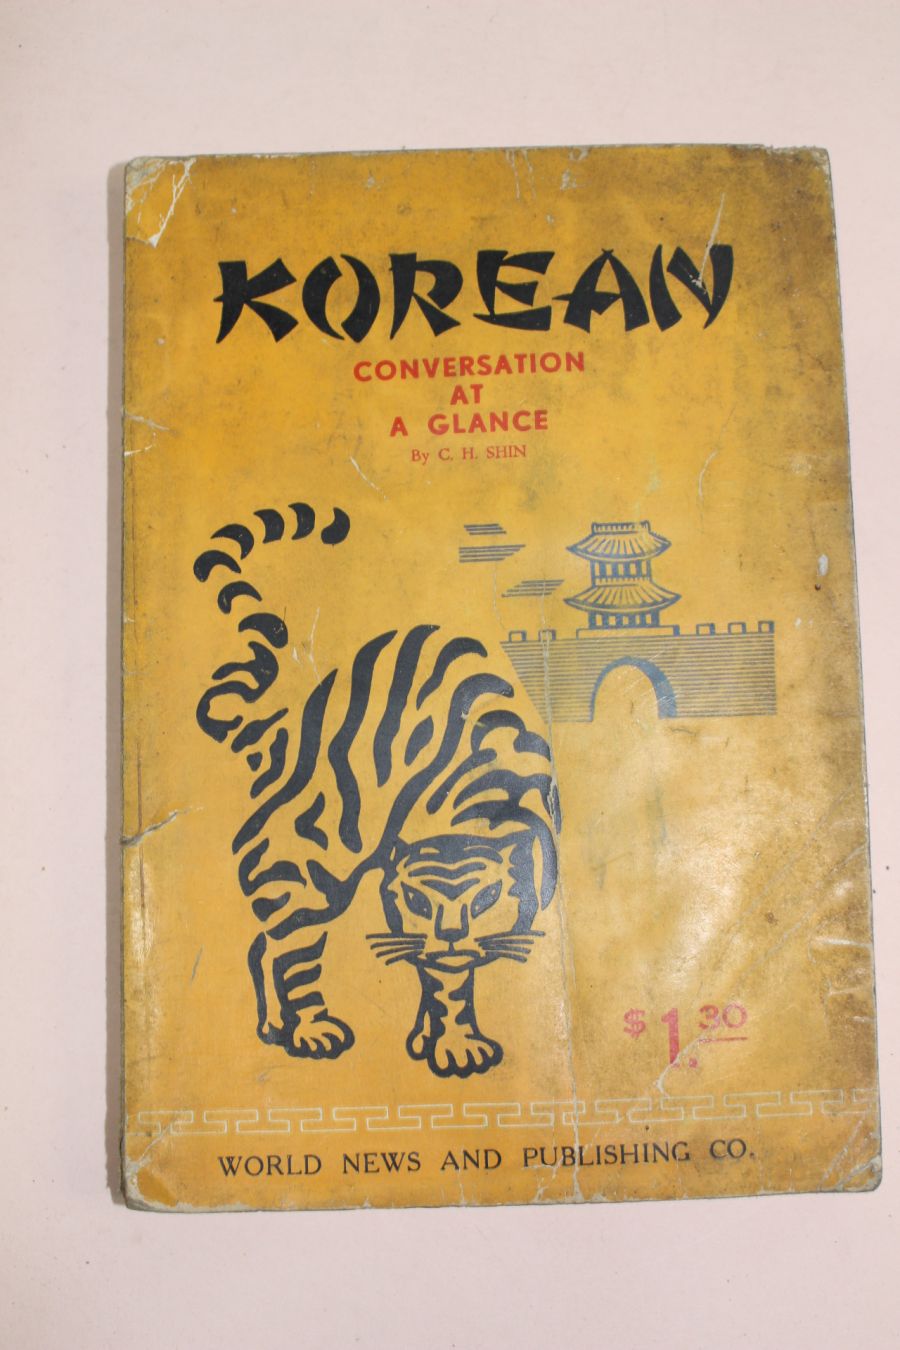 KOREAN
CONVERSATION
AT
A GLANCE
By C. H. SHIN
$1.30
WORLD NEWS AND PUBLISHING CO.